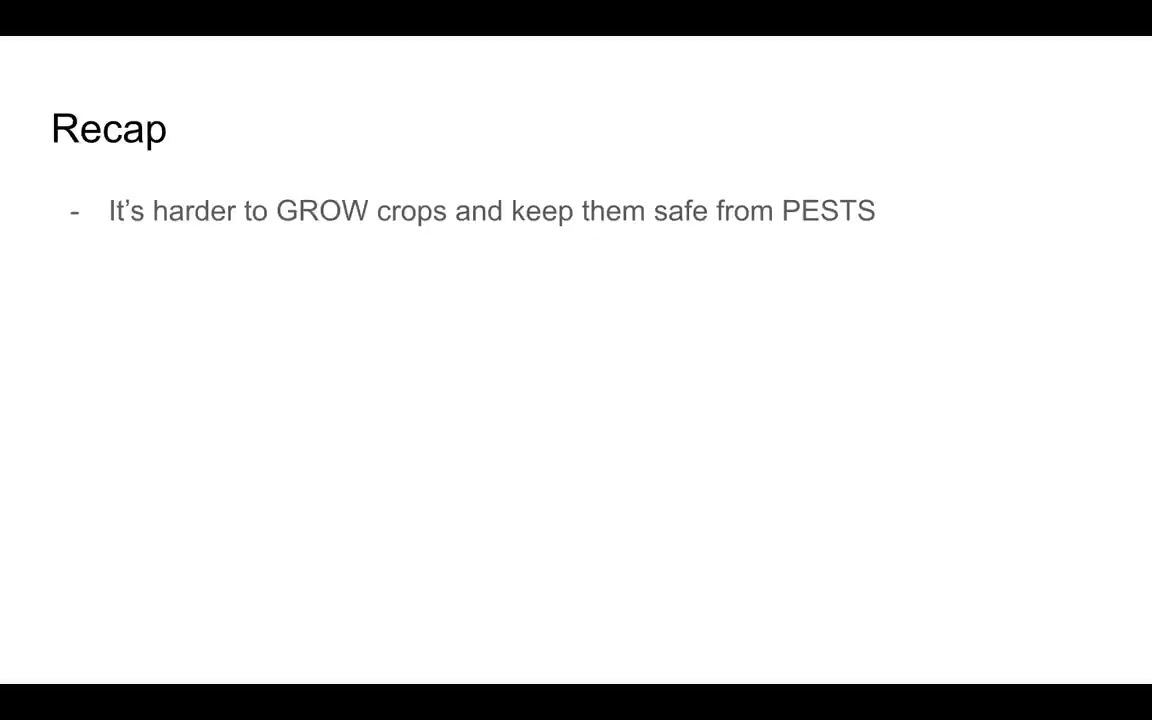 Recap
- It’s harder to GROW crops and keep them safe from PESTS